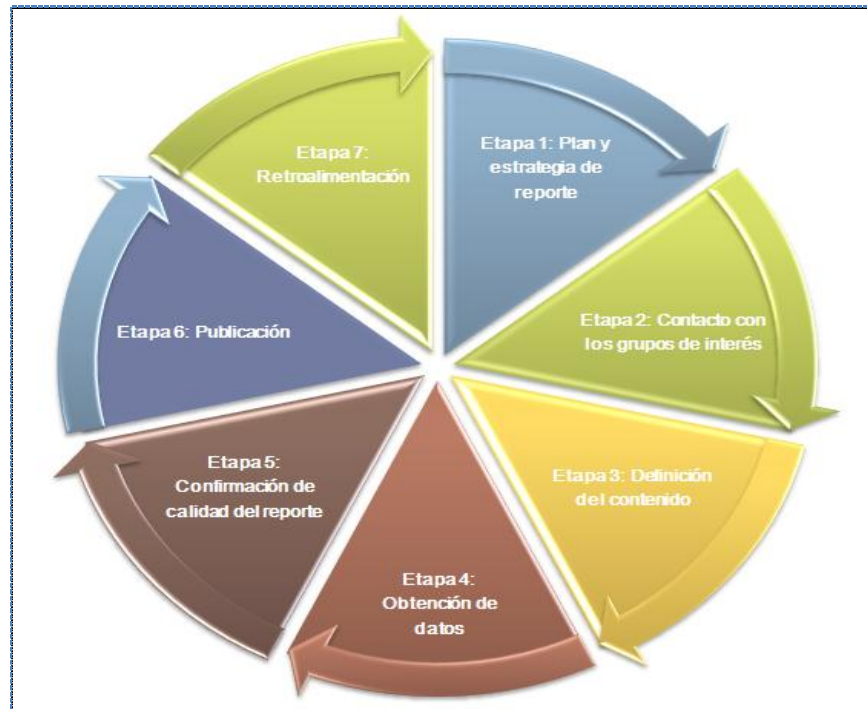 Etapa 1: Plan y
estrategia de
reporte
Etapa 2: Contacto con
los grupos de interés
Etapa 3: Definición
del contenido
Etapa 4:
Obtención de
datos
Etapa 5:
Confirmación de
calidad del reporte
Etapa 6: Publicación
Etapa 7:
Retroalimentación